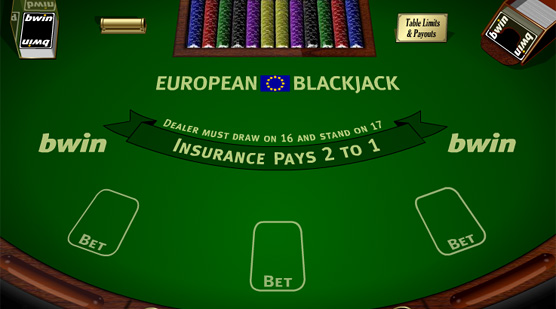 bwin
bwin
Table Limits
& Payouts
bwin
bwin
EUROPEAN BLACKJACK
DEALER MUST DRAW ON 16 AND STAND ON 17
INSURANCE PAYS 2 TO 1
bwin
bwin
BET
BET
BET